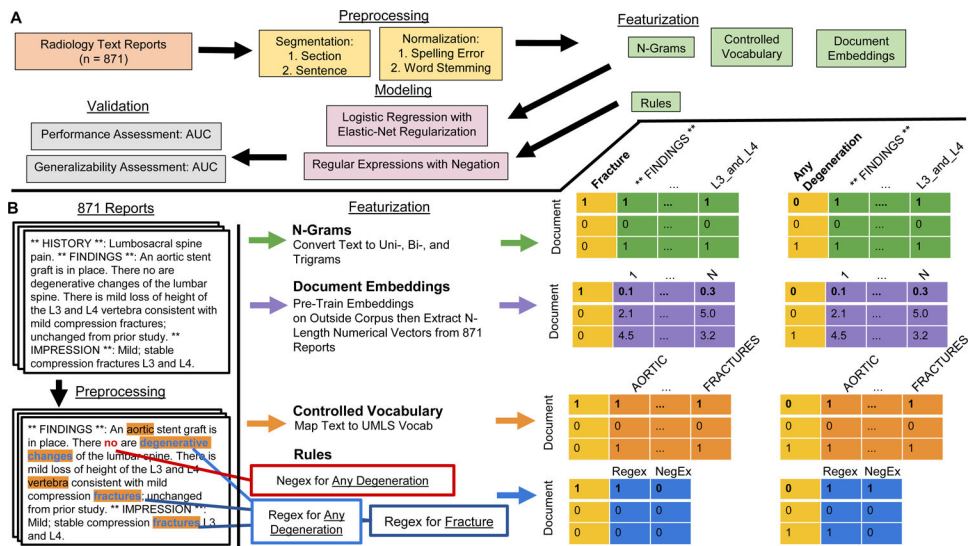 A
Preprocessing
Featurization
Radiology Text Reports
(n = 871)
Segmentation:
1. Section
2. Sentence
Normalization:
1. Spelling Error
2. Word Stemming
N-Grams
Controlled
Vocabulary
Document
Embeddings
Rules
Modeling
Logistic Regression with
Elastic-Net Regularization
Regular Expressions with Negation
Validation
Performance Assessment: AUC
Generalizability Assessment: AUC
B
871 Reports
** HISTORY **: Lumbosacral spine
pain. ** FINDINGS **: An aortic stent
graft is in place. There no are
degenerative changes of the lumbar
spine. There is mild loss of height of
the L3 and L4 vertebra consistent with
mild compression fractures;
unchanged from prior study. **
IMPRESSION **: Mild; stable
compression fractures L3 and L4.
Preprocessing
** FINDINGS **: An aortic stent graft
is in place. There no are degenerative
changes of the lumbar spine. There is
mild loss of height of the L3 and L4
vertebra consistent with mild
compression fractures; unchanged
from prior study. ** IMPRESSION **:
Mild; stable compression fractures L3
and L4.
Featurization
N-Grams
Convert Text to Uni-, Bi-, and
Trigrams
Document Embeddings
Pre-Train Embeddings
on Outside Corpus then Extract N-
Length Numerical Vectors from 871
Reports
Controlled Vocabulary
Map Text to UMLS Vocab
Rules
Negex for Any Degeneration
Regex for Any
Degeneration
Regex for Fracture
Fracture
** FINDINGS **
...
L3_and_L4
Document
1 1 ... 1
0 0 ... 0
0 1 ... 1
Any
Degeneration
** FINDINGS **
...
L3_and_L4
Document
0 1 .... 1
0 0 ... 0
1 1 ... 1
1 ... N
Document
1 0.1 ... 0.3
0 2.1 ... 5.0
0 4.5 ... 3.2
1 ... N
Document
0 0.1 ... 0.3
0 2.1 ... 5.0
1 4.5 ... 3.2
AORTIC
...
FRACTURES
Document
1 1 ... 1
0 0 ... 0
0 1 1 1
AORTIC
...
FRACTURES
Document
0 1 ... 1
0 0 ... 0
1 1 ... 1
Regex NegEx
Document
1 1 0
0 0 0
0 0 0
Regex NegEx
Document
0 1 1
0 0 0
1 1 0